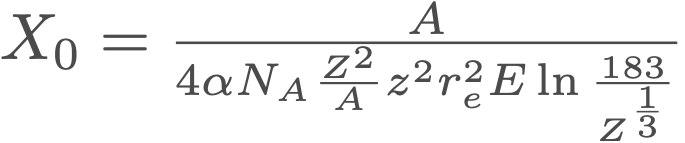 X_0 = \frac{A}{4\alpha N_A \frac{Z^2}{A} z^2 r_e^2 E \ln \frac{183}{Z^{\frac{1}{3}}}}